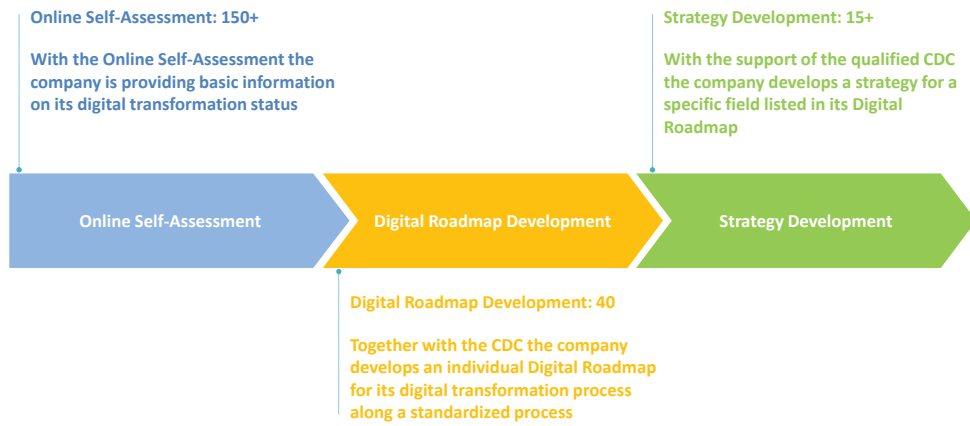 Online Self-Assessment: 150+
With the Online Self-Assessment the
company is providing basic information
on its digital transformation status
Strategy Development: 15+
With the support of the qualified CDC
the company develops a strategy for a
specific field listed in its Digital
Roadmap
Online Self-Assessment
Digital Roadmap Development
Strategy Development
Digital Roadmap Development: 40
Together with the CDC the company
develops an individual Digital Roadmap
for its digital transformation process
along a standardized process